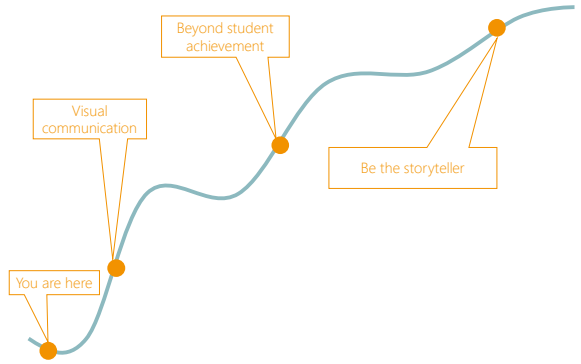 Beyond student
achievement
Visual
communication
Be the storyteller
You are here